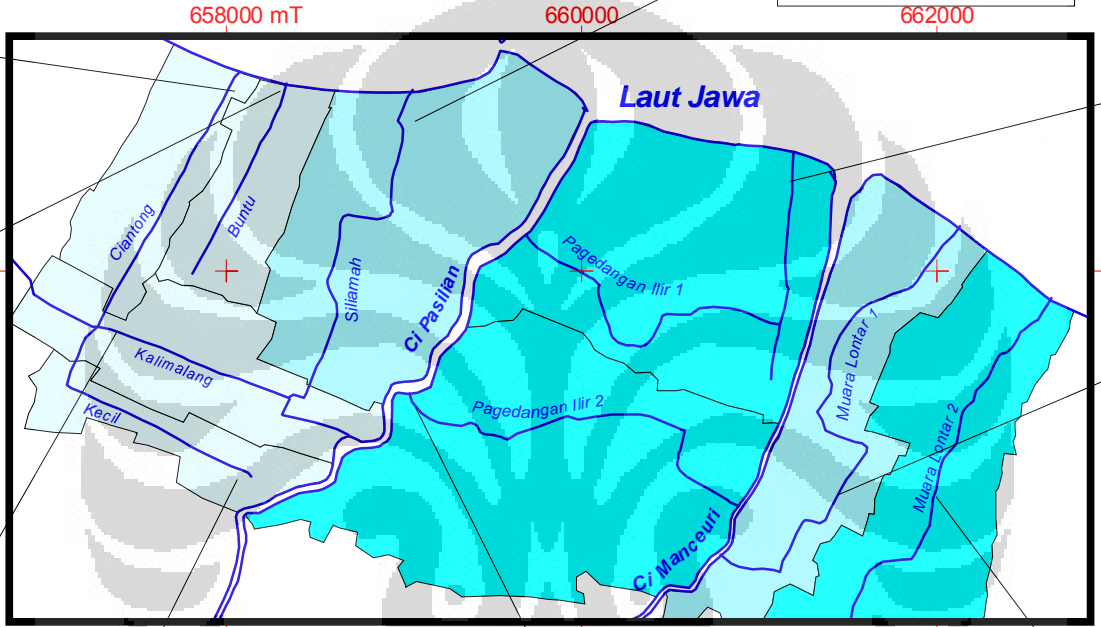 658000 mT
660000
662000
Laut Jawa
Ciantong
Buntu
Siliamah
Ci Pasilian
Pagedangan Ilir 1
Kalimalang
Kecil
Pagedangan Ilir 2
Muara Lontar 1
Muara Lontar 2
Ci Manceuri